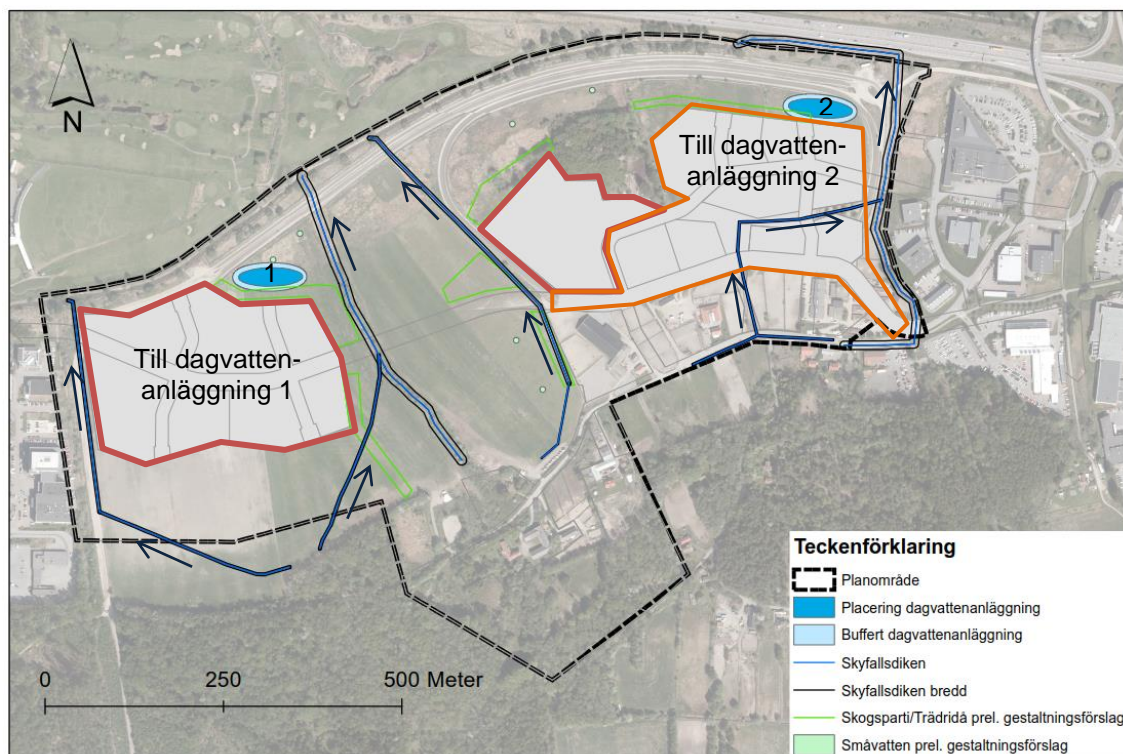 N
2
Till dagvatten-
anläggning 2
1
Till dagvatten-
anläggning 1
0
250
500 Meter
Teckenförklaring
Planområde
Placering dagvattenanläggning
Buffert dagvattenanläggning
Skyfallsdiken
Skyfallsdiken bredd
Skogsparti/Trädridå prel. gestaltningsförslag
Småvatten prel. gestaltningsförslag